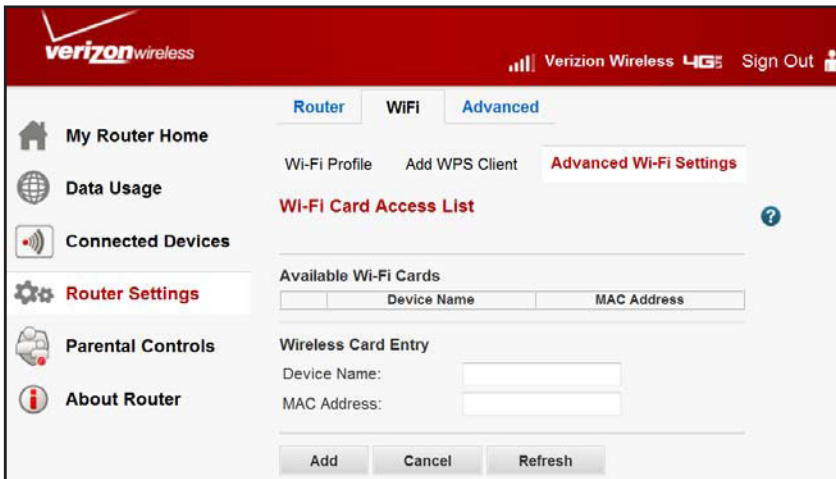 verizonwireless
Verizion Wireless 4G LTE Sign Out
Router WiFi Advanced
My Router Home
Wi-Fi Profile Add WPS Client Advanced Wi-Fi Settings
Data Usage
Wi-Fi Card Access List
?
Connected Devices
Available Wi-Fi Cards
Device Name MAC Address
Router Settings
Parental Controls
Wireless Card Entry
Device Name:
About Router
MAC Address:
Add Cancel Refresh